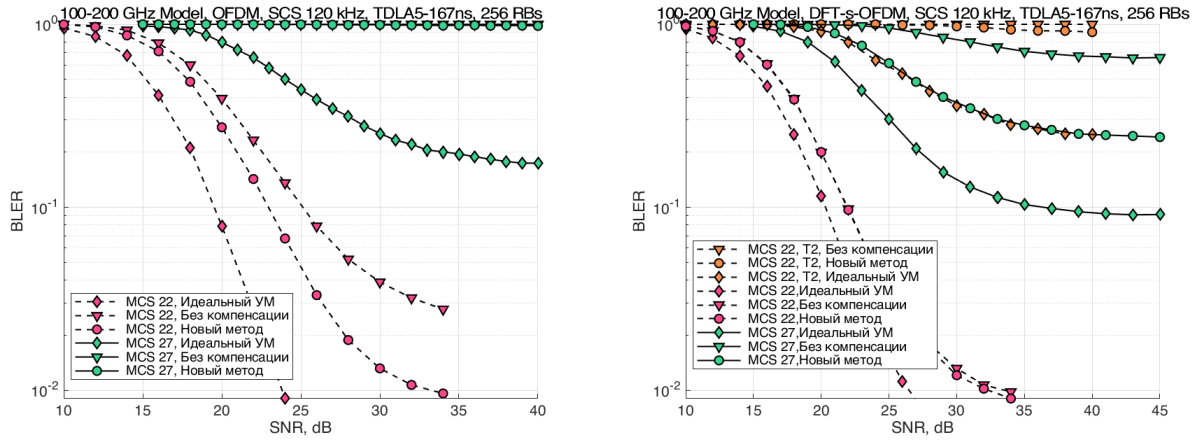 100-200 GHz Model, OFDM, SCS 120 kHz, TDLA5-167ns, 256 RBs
10^0
10^-1
10^-2
BLER
MCS 22, Идеальный УМ
MCS 22, Без компенсации
MCS 22, Новый метод
MCS 27, Идеальный УМ
MCS 27, Без компенсации
MCS 27, Новый метод
10 15 20 25 30 35 40
SNR, dB
100-200 GHz Model, DFT-s-OFDM, SCS 120 kHz, TDLA5-167ns, 256 RBs
10^0
10^-1
10^-2
BLER
MCS 22, T2, Без компенсации
MCS 22, T2, Новый метод
MCS 22, T2, Идеальный УМ
MCS 22,Идеальный УМ
MCS 22,Без компенсации
MCS 22,Новый метод
MCS 27,Идеальный УМ
MCS 27,Без компенсации
MCS 27,Новый метод
10 15 20 25 30 35 40 45
SNR, dB